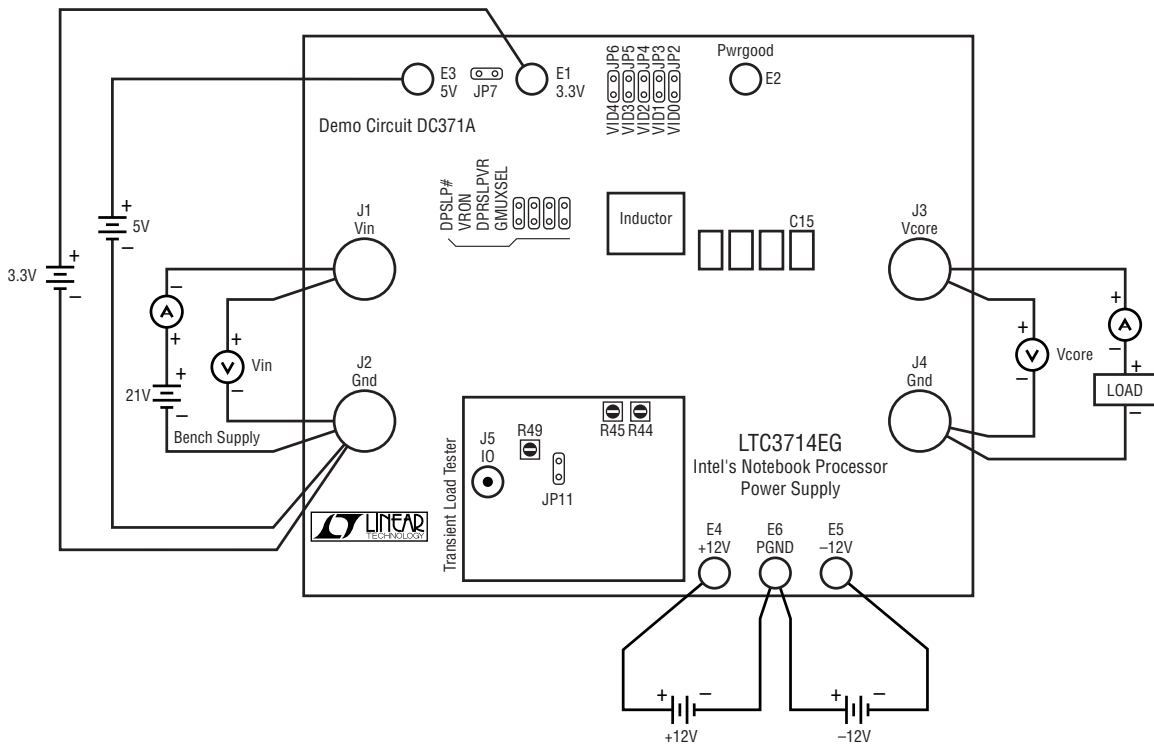 E3
5V
JP7
E1
3.3V
VID4 JP6
VID3 JP5
VID2 JP4
VID1 JP3
VID0 JP2
Pwrgood
E2
Demo Circuit DC371A
DPSLP#
VRON
DPRSLPVR
GMUXSEL
Inductor
C15
J1
Vin
J3
Vcore
+
5V
–
3.3V
+
–
–
A
+
+
V
–
Vin
21V
+
–
Bench Supply
J2
Gnd
J4
Gnd
+
V
–
Vcore
+
A
–
+
LOAD
–
Transient Load Tester
J5
IO
R49
JP11
R45 R44
LTC3714EG
Intel's Notebook Processor
Power Supply
LINEAR
TECHNOLOGY
E4
+12V
E6
PGND
E5
–12V
+ –
+12V
+ –
–12V